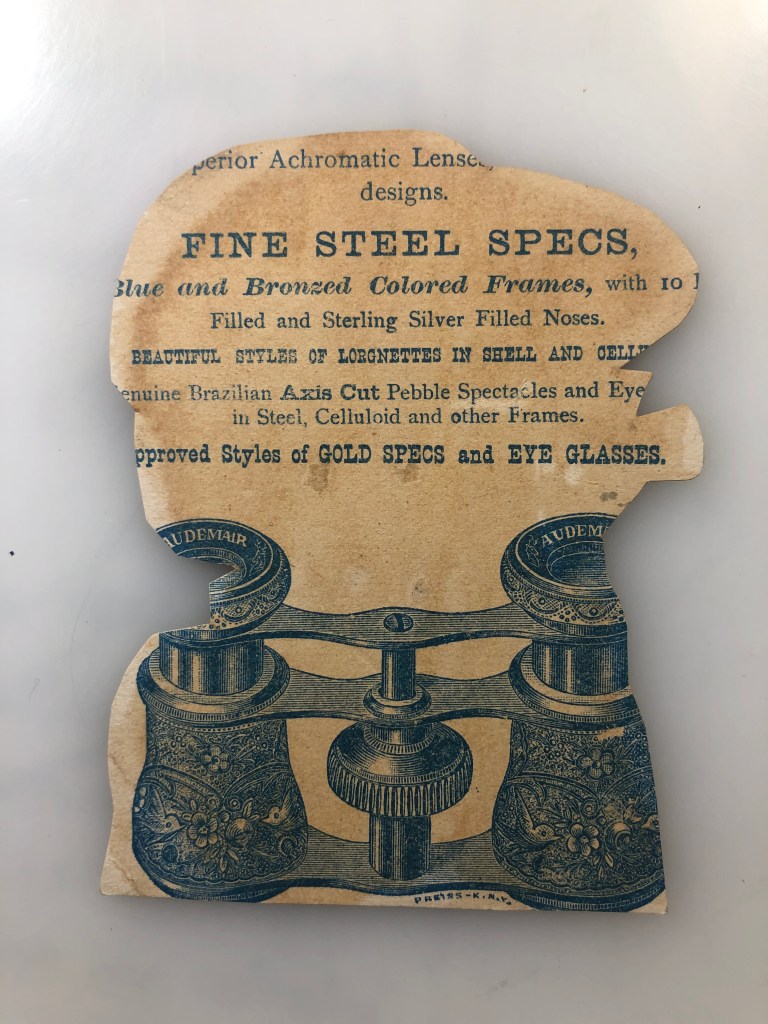 perior Achromatic Lenses,
designs.
FINE STEEL SPECS,
Blue and Bronzed Colored Frames, with 10
Filled and Sterling Silver Filled Noses.
BEAUTIFUL STYLES OF LORGNETTES IN SHELL AND CELLU
enuine Brazilian Axis Cut Pebble Spectacles and Eye
in Steel, Celluloid and other Frames.
pproved Styles of GOLD SPECS and EYE GLASSES.
AUDEMAIR
AUDEM
PREISS-K.N.Y.